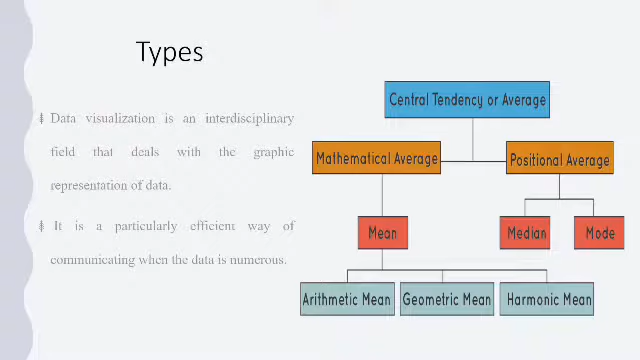 Types
Data visualization is an interdisciplinary
field that deals with the graphic
representation of data.
It is a particularly efficient way of
communicating when the data is numerous.
Central Tendency or Average
Mathematical Average
Positional Average
Mean
Median
Mode
Arithmetic Mean
Geometric Mean
Harmonic Mean